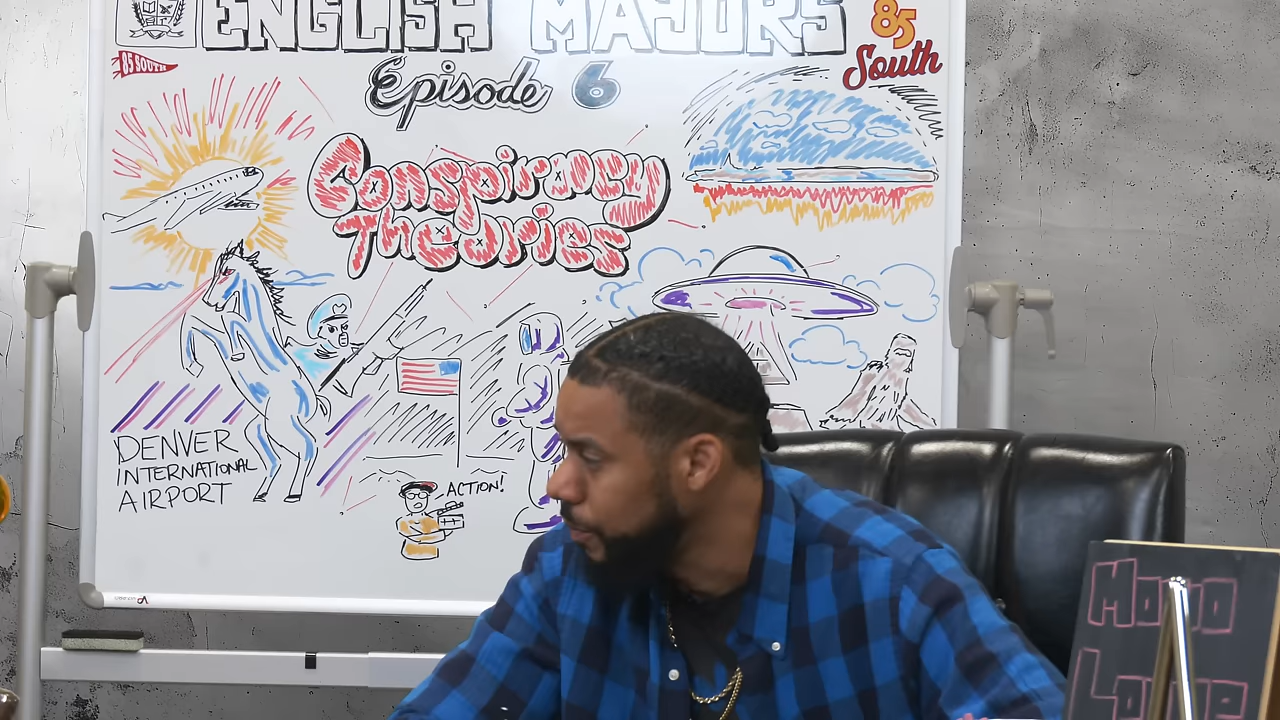 ENGLISH MAJORS
85
South
85 SOUTH
Episode 6
Conspiracy
Theories
DENVER
INTERNATIONAL
AIRPORT
ACTION!